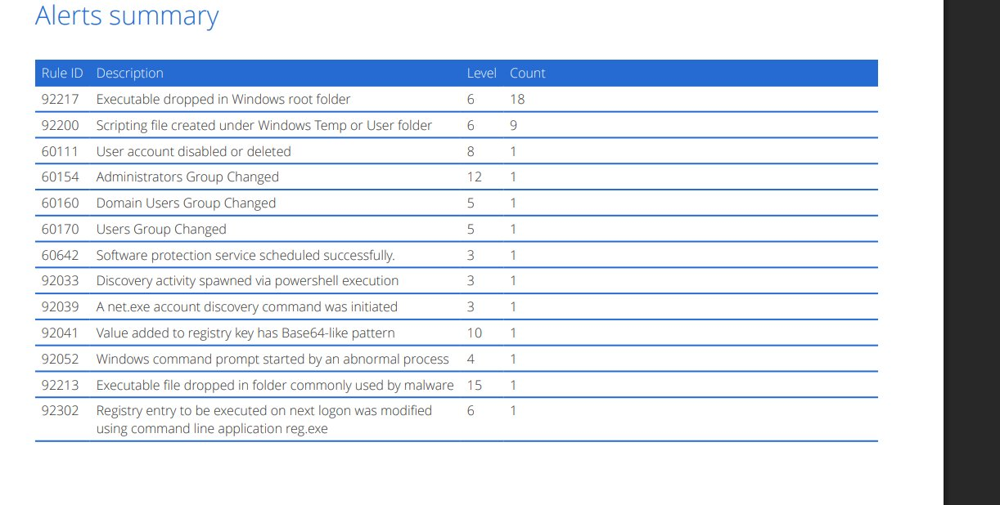 Alerts summary
Rule ID Description Level Count
92217 Executable dropped in Windows root folder 6 18
92200 Scripting file created under Windows Temp or User folder 6 9
60111 User account disabled or deleted 8 1
60154 Administrators Group Changed 12 1
60160 Domain Users Group Changed 5 1
60170 Users Group Changed 5 1
60642 Software protection service scheduled successfully. 3 1
92033 Discovery activity spawned via powershell execution 3 1
92039 A net.exe account discovery command was initiated 3 1
92041 Value added to registry key has Base64-like pattern 10 1
92052 Windows command prompt started by an abnormal process 4 1
92213 Executable file dropped in folder commonly used by malware 15 1
92302 Registry entry to be executed on next logon was modified 6 1
using command line application reg.exe